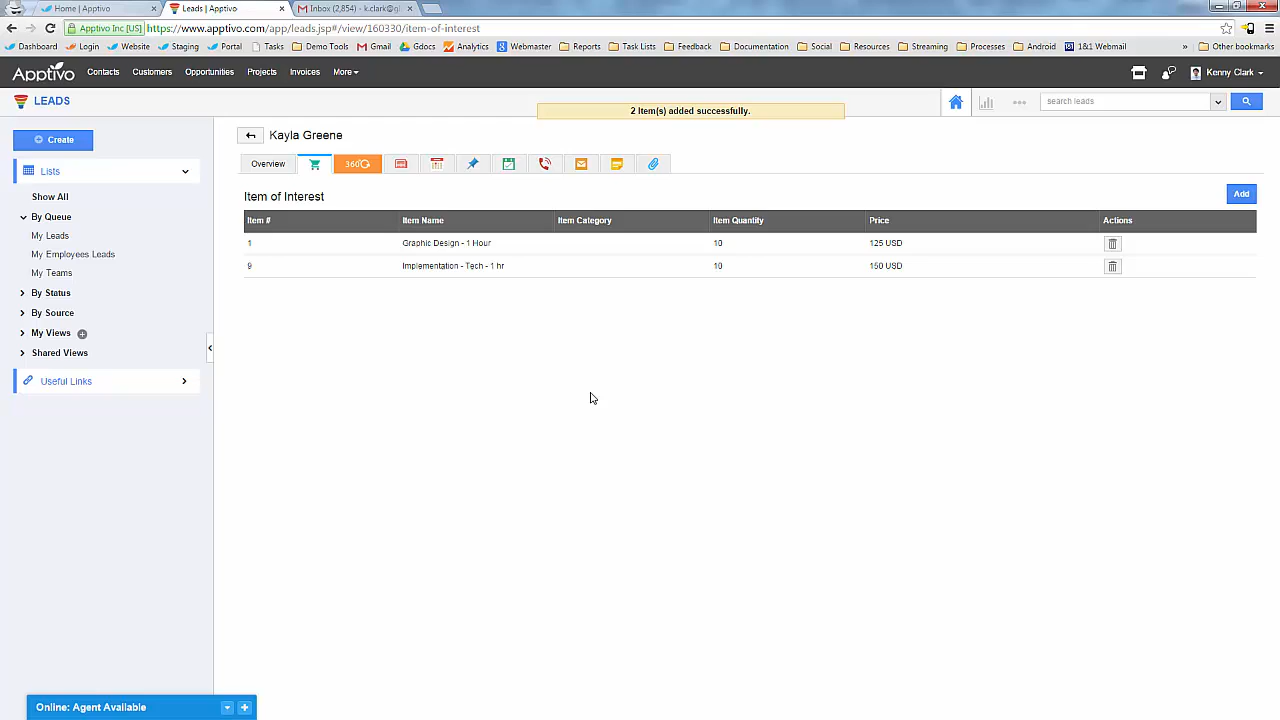 Home | Apptivo
Leads | Apptivo
Inbox (2,854) - k.clark@gl
Apptivo Inc [US]
https://www.apptivo.com/app/leads.jsp#/view/160330/item-of-interest
Dashboard
Login
Website
Staging
Portal
Tasks
Demo Tools
Gmail
Gdocs
Analytics
Webmaster
Reports
Task Lists
Feedback
Documentation
Social
Resources
Streaming
Processes
Android
1&1 Webmail
»
Other bookmarks
Apptivo
Contacts
Customers
Opportunities
Projects
Invoices
More
Kenny Clark
LEADS
2 Item(s) added successfully.
search leads
Create
Lists
Show All
By Queue
My Leads
My Employees Leads
My Teams
By Status
By Source
My Views
Shared Views
Useful Links
Kayla Greene
Overview
360
Item of Interest
Add
Item # Item Name Item Category Item Quantity Price Actions
1 Graphic Design - 1 Hour 10 125 USD
9 Implementation - Tech - 1 hr 10 150 USD
Online: Agent Available